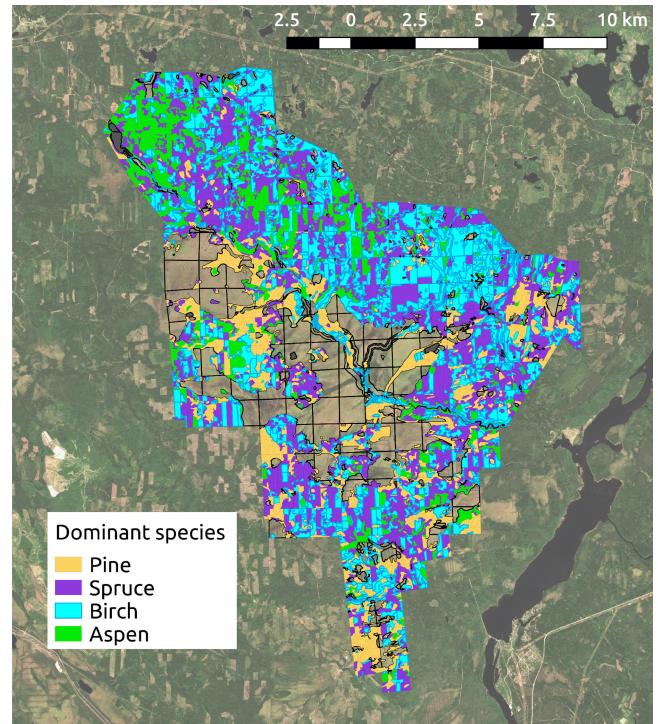 2.5 0 2.5 5 7.5 10 km
Dominant species
Pine
Spruce
Birch
Aspen